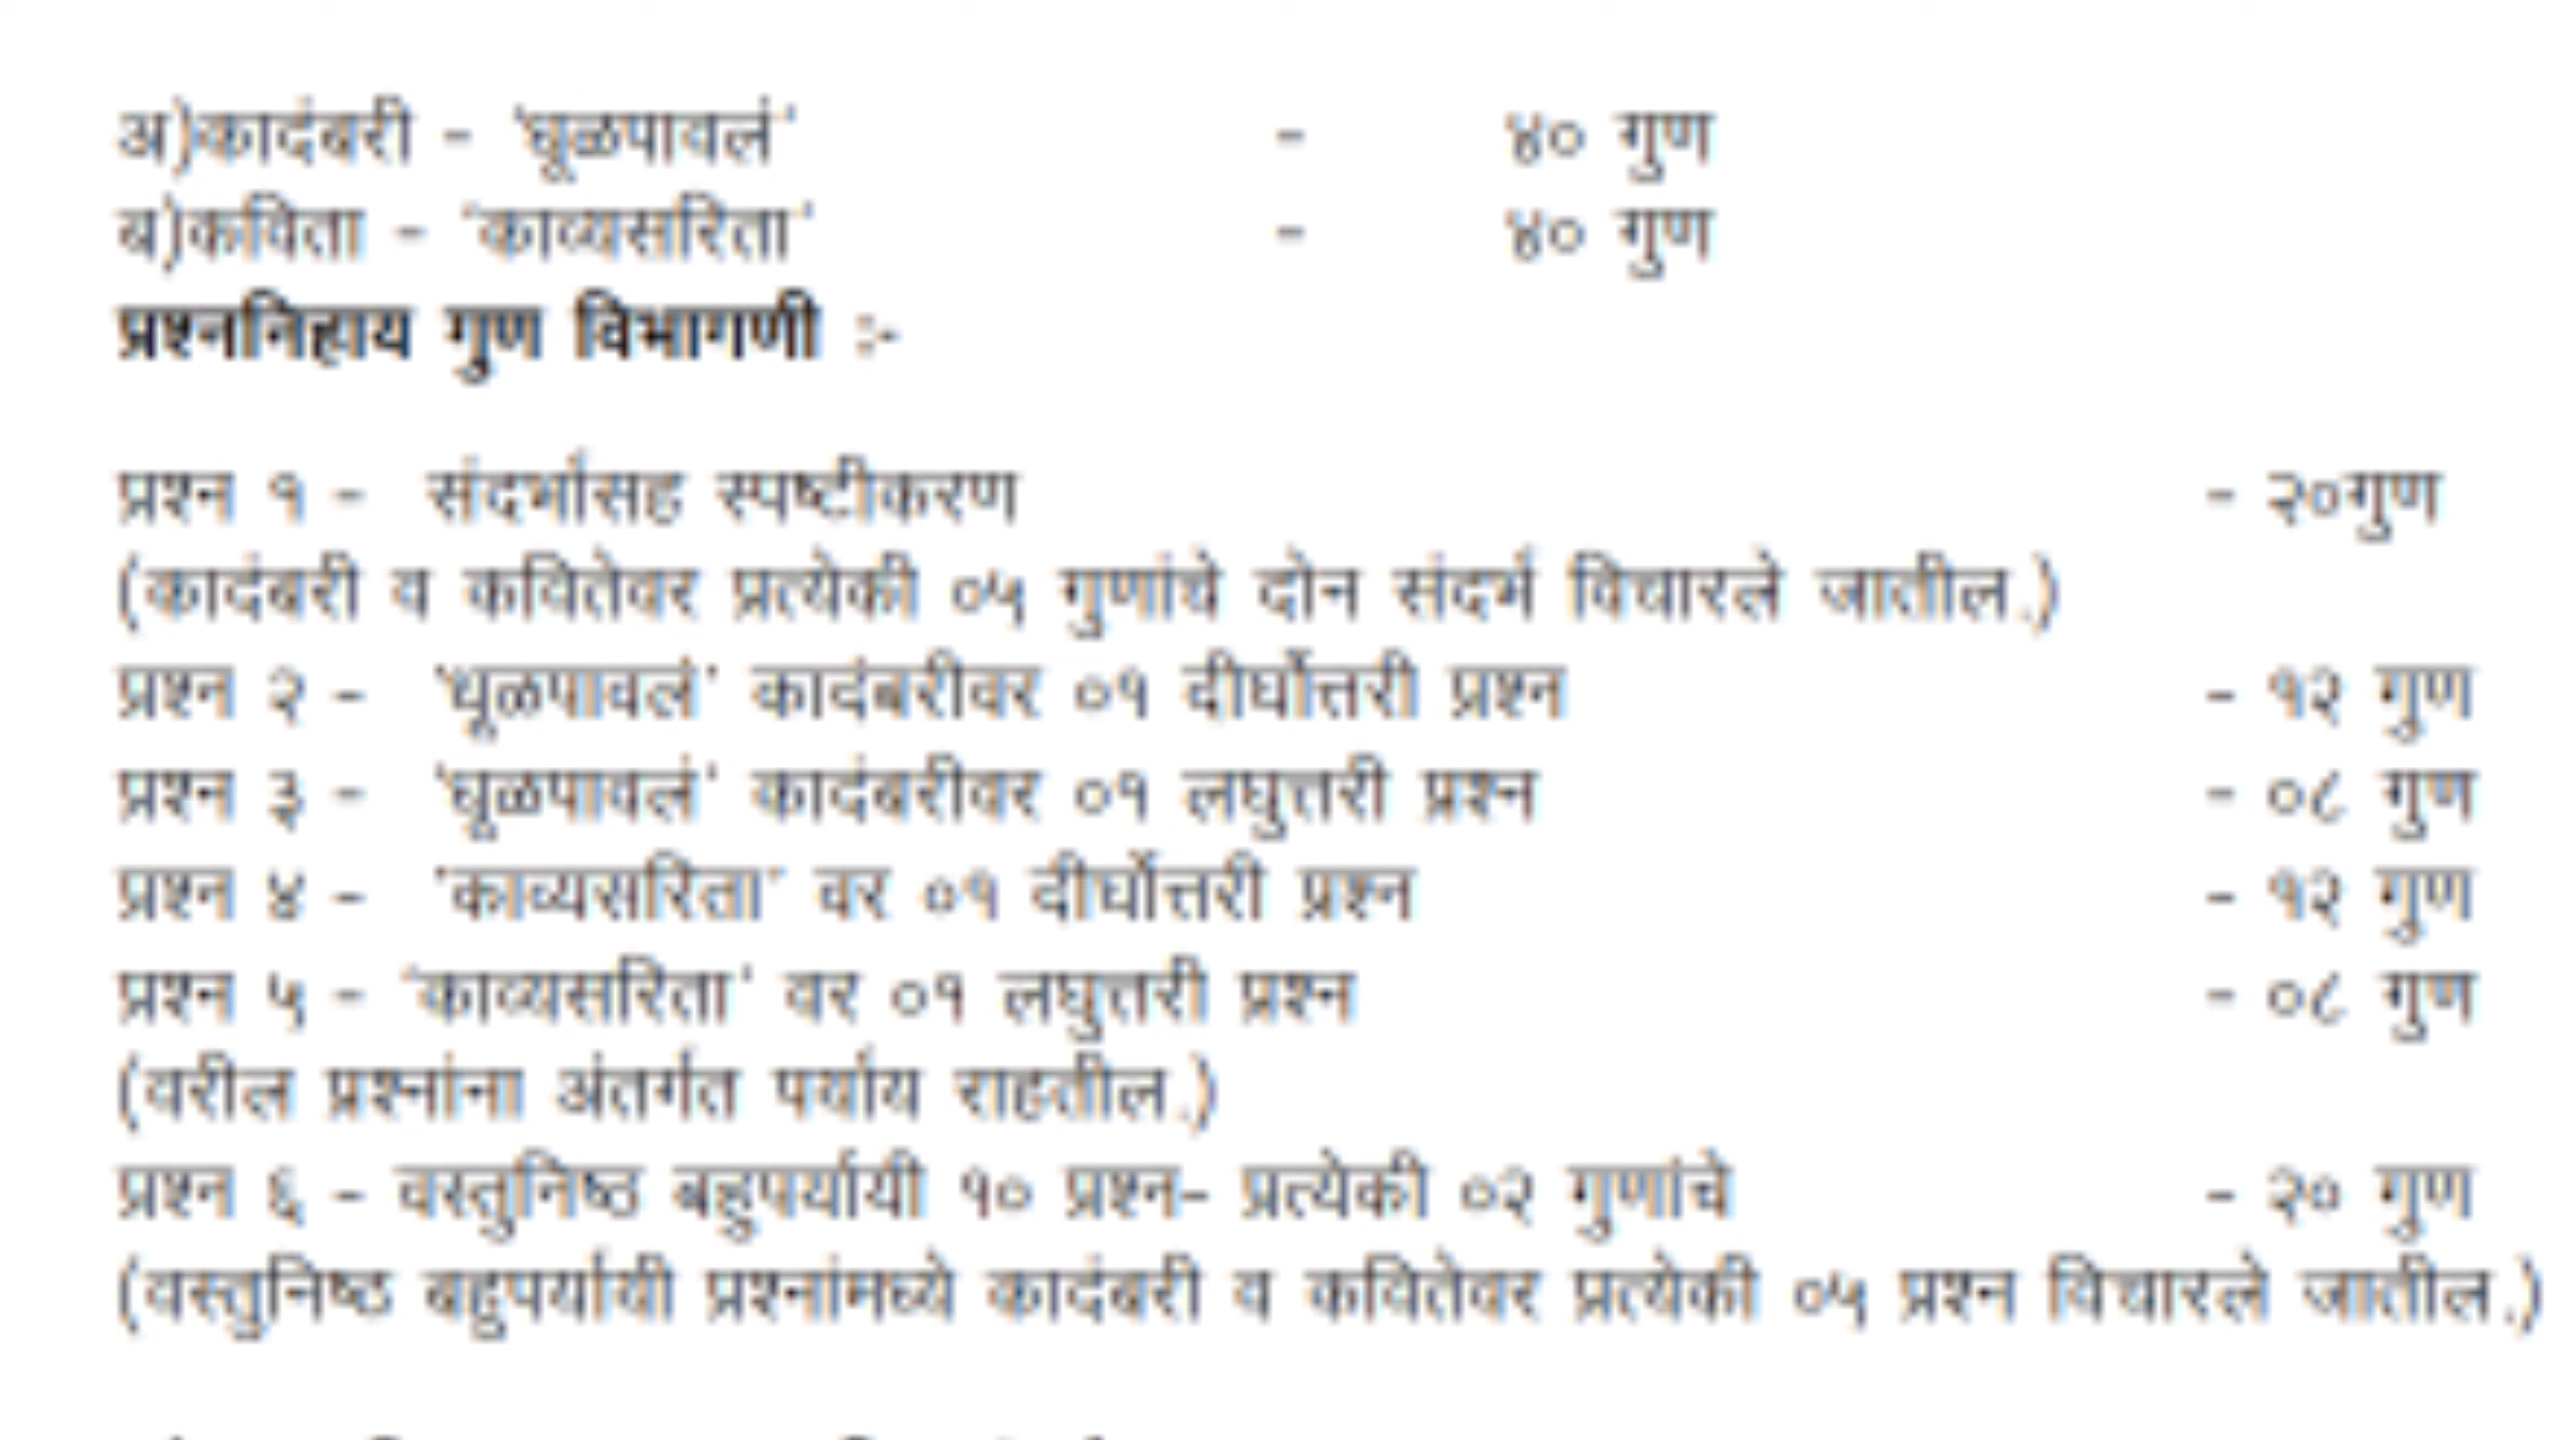 अ)कादंबरी - 'धूळपावलं' - ४० गुण
ब)कविता - 'काव्यसरिता' - ४० गुण
प्रश्ननिहाय गुण विभागणी :-
प्रश्न १ - संदर्भासह स्पष्टीकरण - २०गुण
(कादंबरी व कवितेवर प्रत्येकी ०५ गुणांचे दोन संदर्भ विचारले जातील.)
प्रश्न २ - 'धूळपावलं' कादंबरीवर ०१ दीर्घोत्तरी प्रश्न - १२ गुण
प्रश्न ३ - 'धूळपावलं' कादंबरीवर ०१ लघुत्तरी प्रश्न - ०८ गुण
प्रश्न ४ - 'काव्यसरिता' वर ०१ दीर्घोत्तरी प्रश्न - १२ गुण
प्रश्न ५ - 'काव्यसरिता' वर ०१ लघुत्तरी प्रश्न - ०८ गुण
(वरील प्रश्नांना अंतर्गत पर्याय राहतील.)
प्रश्न ६ - वस्तुनिष्ठ बहुपर्यायी १० प्रश्न- प्रत्येकी ०२ गुणांचे - २० गुण
(वस्तुनिष्ठ बहुपर्यायी प्रश्नांमध्ये कादंबरी व कवितेवर प्रत्येकी ०५ प्रश्न विचारले जातील.)